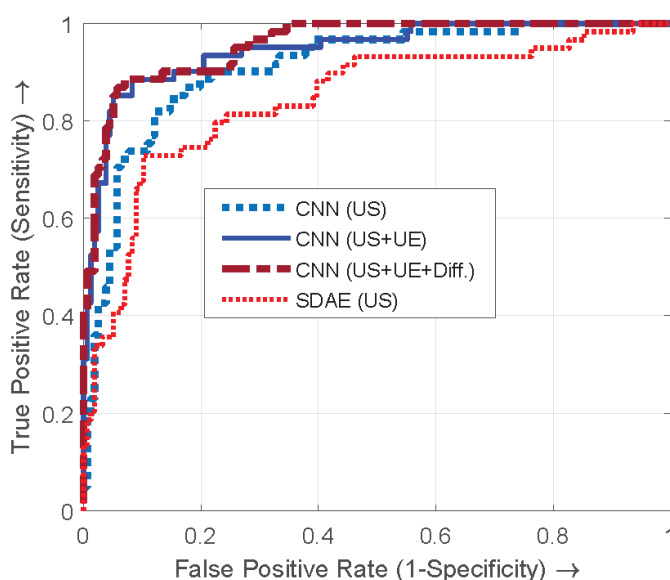 1
0.8
0.6
0.4
0.2
0
True Positive Rate (Sensitivity) →
CNN (US)
CNN (US+UE)
CNN (US+UE+Diff.)
SDAE (US)
0 0.2 0.4 0.6 0.8 1
False Positive Rate (1-Specificity) →